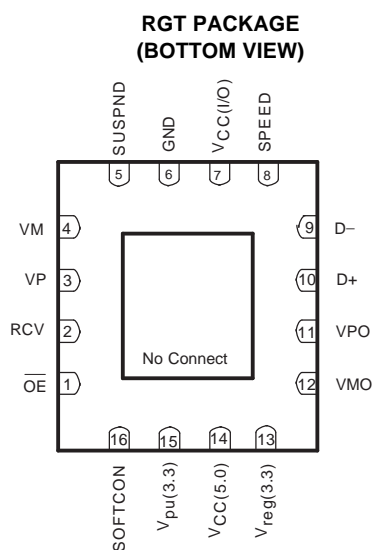 RGT PACKAGE
(BOTTOM VIEW)
SUSPND
GND
VCC(I/O)
SPEED
5
6
7
8
VM 4
9 D−
VP 3
10 D+
RCV 2
11 VPO
OE 1
12 VMO
No Connect
16
15
14
13
SOFTCON
Vpu(3.3)
VCC(5.0)
Vreg(3.3)